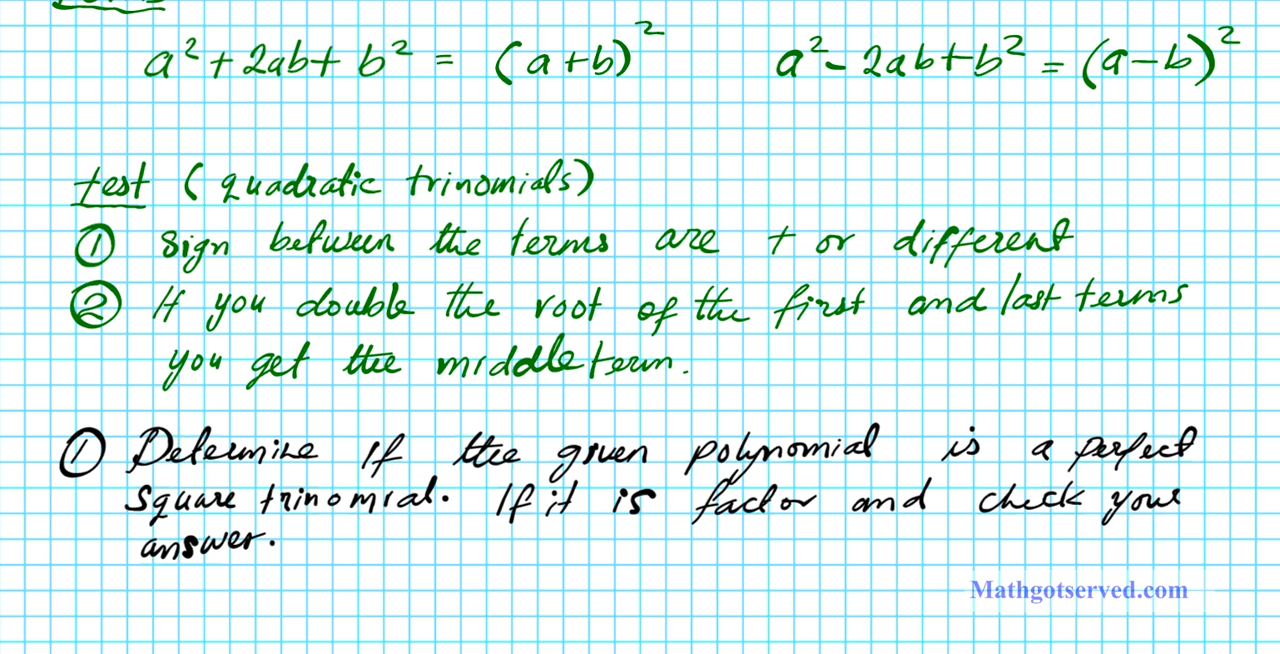 a² + 2ab + b² = (a+b)² a² - 2ab + b² = (a-b)²
test (quadratic trinomials)
① Sign between the terms are + or different
② If you double the root of the first and last terms
you get the middle term.
① Determine if the given polynomial is a perfect
square trinomial. If it is factor and check your
answer.
Mathgotserved.com